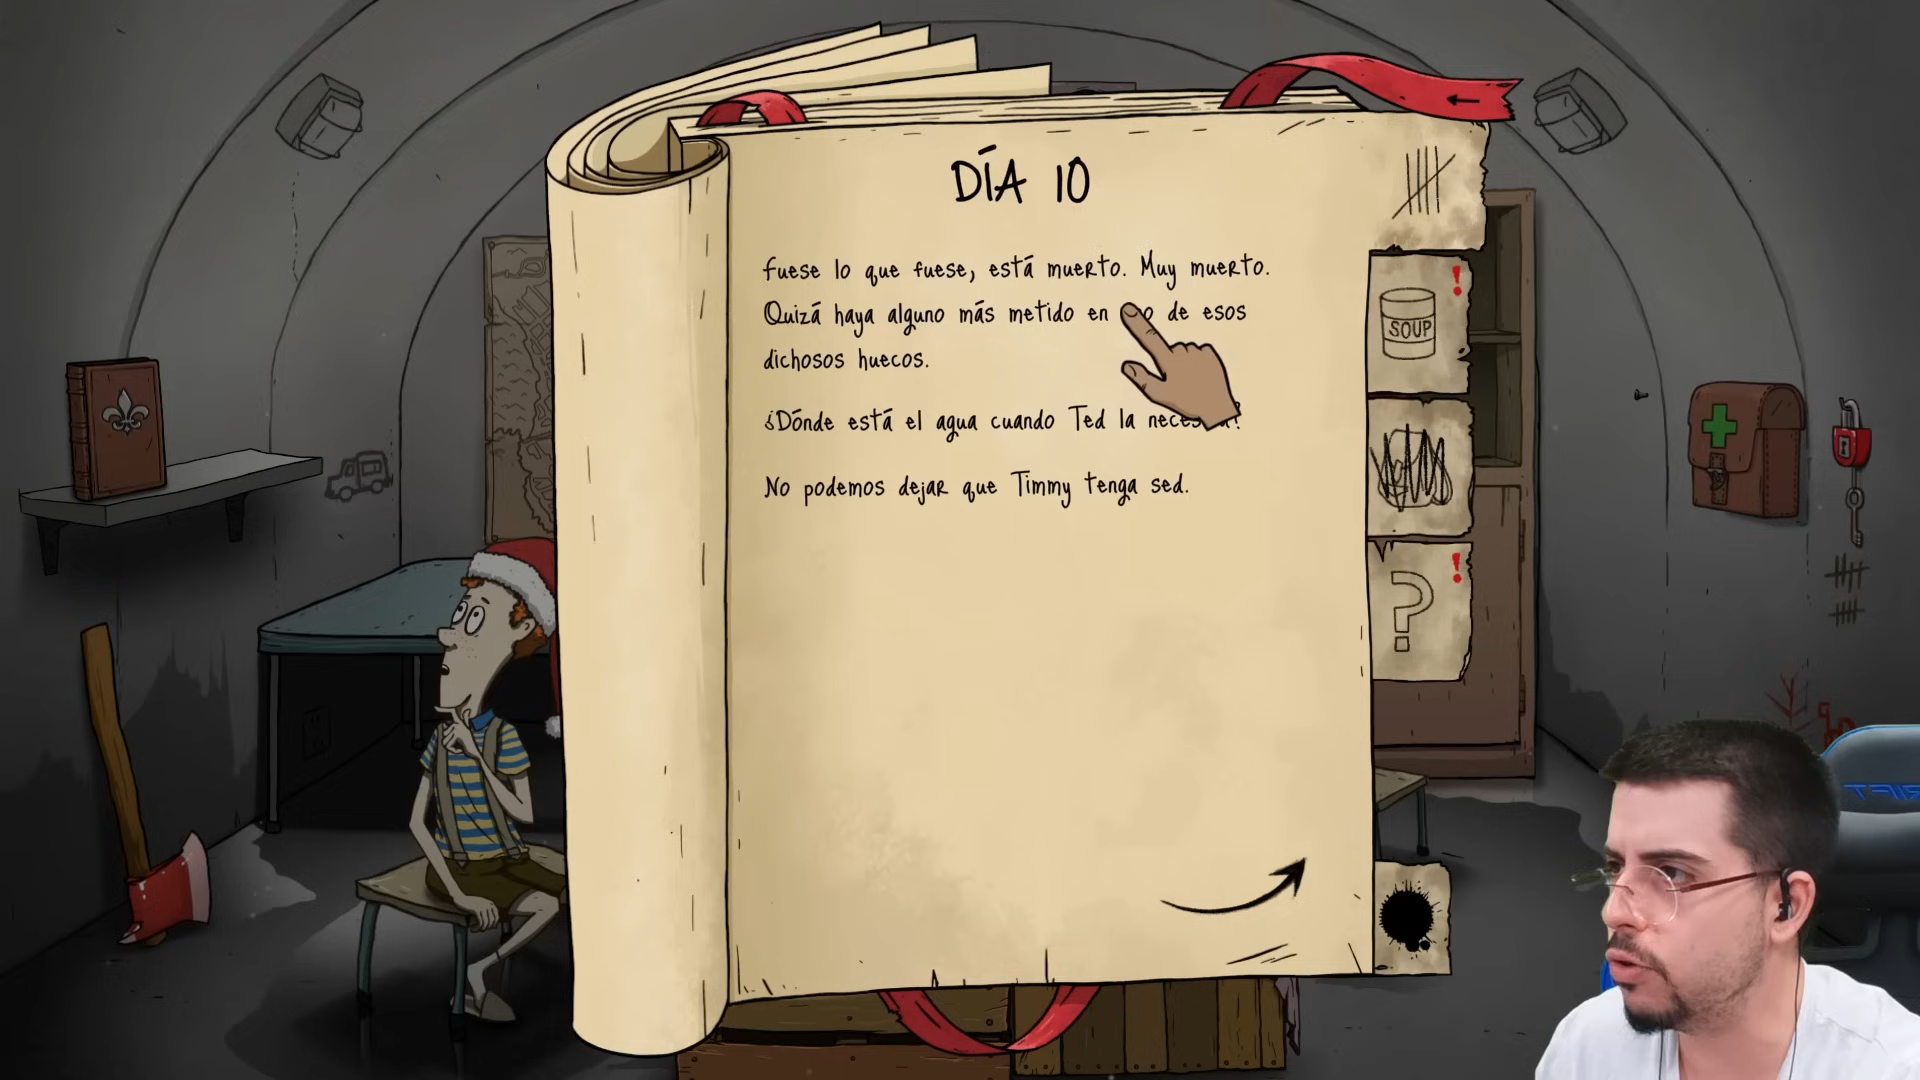 DÍA 10
Fuese lo que fuese, está muerto. Muy muerto.
Quizá haya alguno más metido en de esos
dichosos huecos.
¿Dónde está el agua cuando Ted la
No podemos dejar que Timmy tenga sed.
!
SOUP
!
?